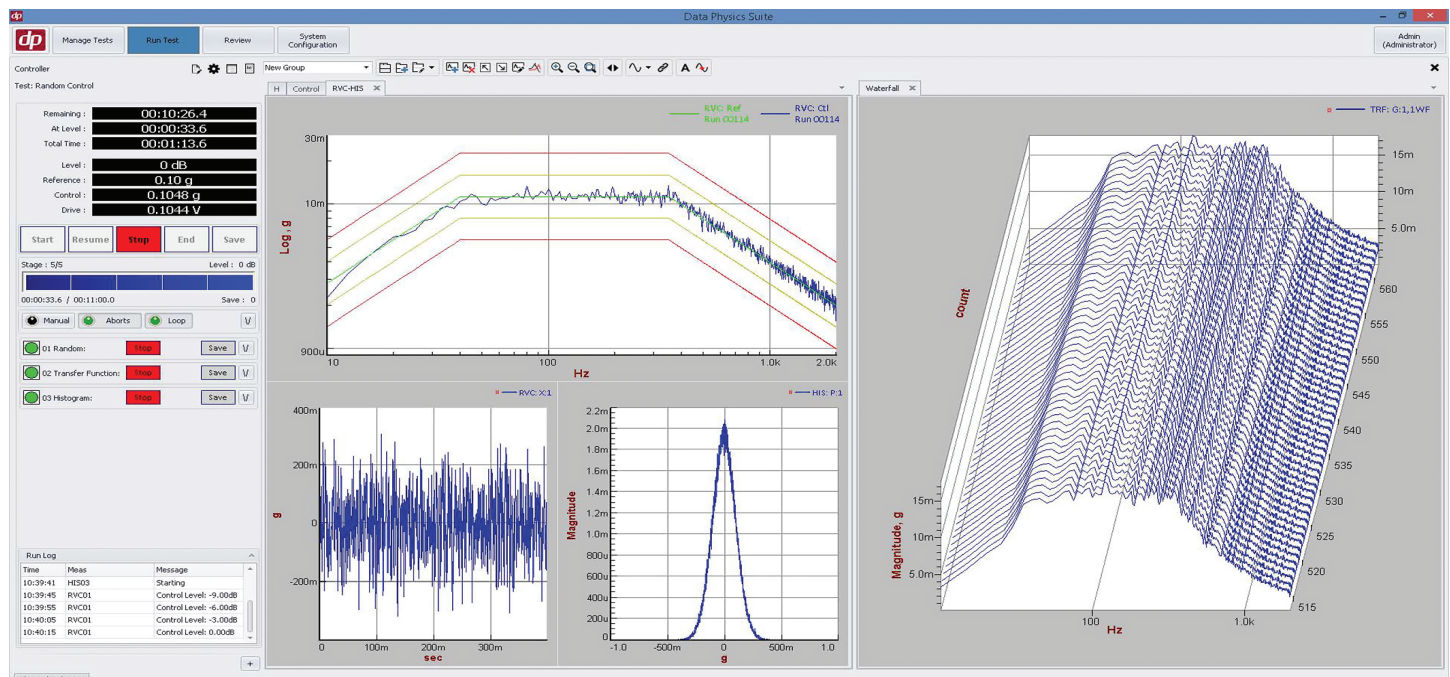 dp
Data Physics Suite
dp
Manage Tests
Run Test
Review
System
Configuration
Admin
(Administrator)
Controller
Test: Random Control
Remaining : 00:10:26.4
At Level : 00:00:33.6
Total Time : 00:01:13.6
Level : 0 dB
Reference : 0.10 g
Control : 0.1048 g
Drive : 0.1044 V
Start Resume Stop End Save
Stage : 5/5 Level : 0 dB
00:00:33.6 / 00:11:00.0 Save : 0
Manual Aborts Loop
01 Random: Stop Save
02 Transfer Function: Stop Save
03 Histogram: Stop Save
Run Log
Time Meas Message
10:39:41 HIS03 Starting
10:39:45 RVC01 Control Level: -9.00dB
10:39:55 RVC01 Control Level: -6.00dB
10:40:05 RVC01 Control Level: -3.00dB
10:40:15 RVC01 Control Level: 0.00dB
+
New Group
A
H Control RVC-HIS
RVC: Ref
Run 00114
RVC: Ctl
Run 00114
30m
10m
900u
Log , g
10 100 1.0k 2.0k
Hz
RVC: X:1
400m
200m
0
-200m
g
0 100m 200m 300m
sec
HIS: P:1
2.2m
2.0m
1.8m
1.6m
1.4m
1.2m
1.0m
800u
600u
400u
200u
0
Magnitude
-1.0 -500m 0 500m 1.0
g
Waterfall
TRF: G:1,1WF
15m
10m
5.0m
count
560
555
550
545
540
535
530
525
520
515
15m
10m
5.0m
Magnitude, g
100 1.0k
Hz